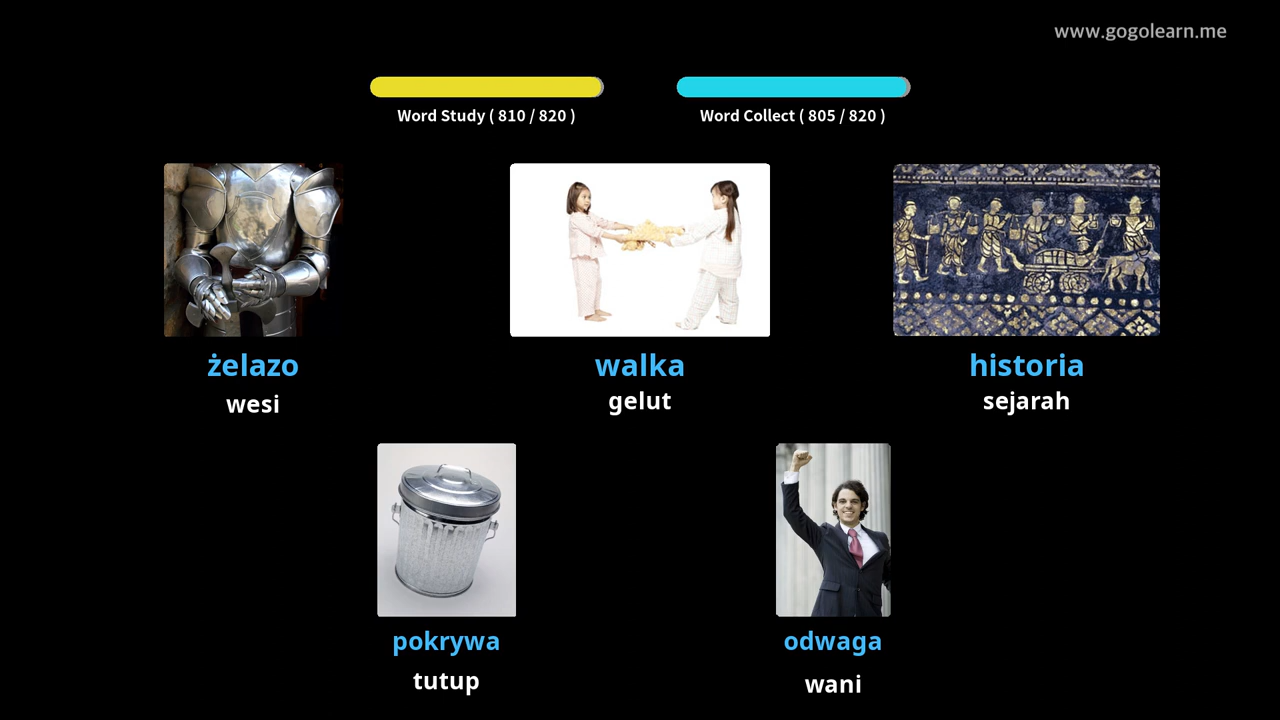 www.gogolearn.me
Word Study ( 810 / 820 )
Word Collect ( 805 / 820 )
żelazo
wesi
walka
gelut
historia
sejarah
pokrywa
tutup
odwaga
wani